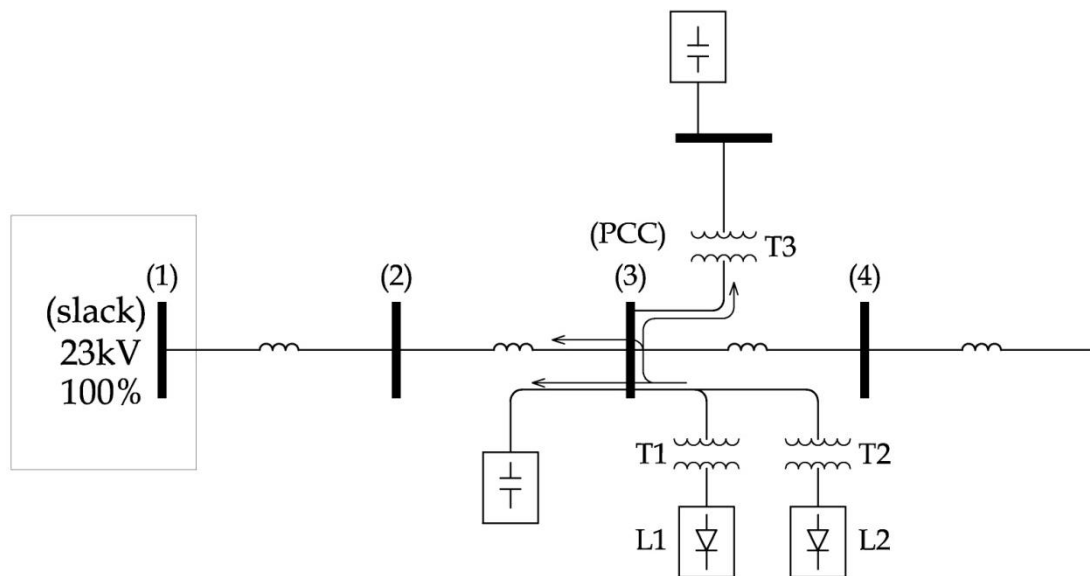 (PCC)
T3
(1)
(2)
(3)
(4)
(slack)
23kV
100%
T1
T2
L1
L2